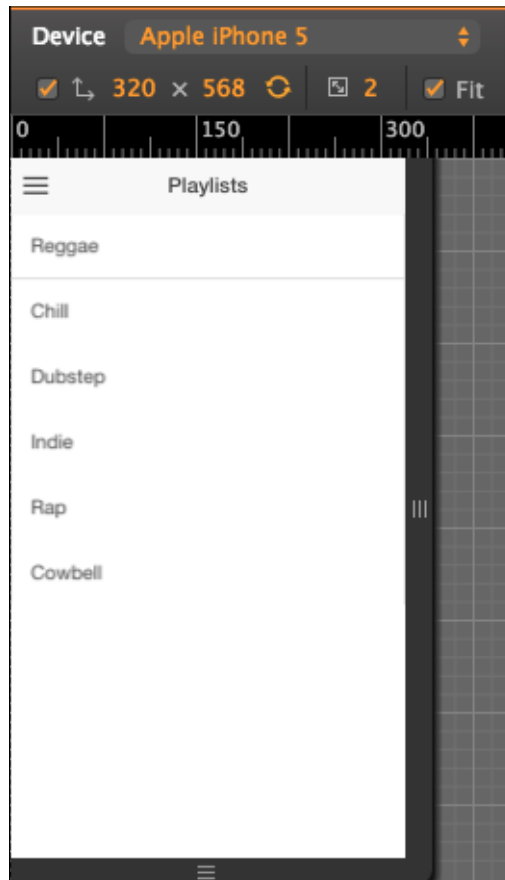 Device Apple iPhone 5
320 × 568 2 Fit
0 150 300
Playlists
Reggae
Chill
Dubstep
Indie
Rap
Cowbell